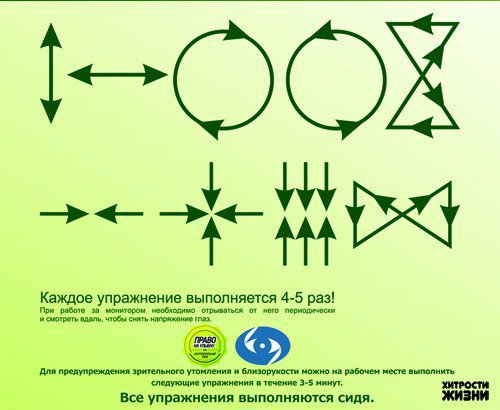 Каждое упражнение выполняется 4-5 раз!
При работе за монитором необходимо отрываться от него периодически
и смотреть вдаль, чтобы снять напряжение глаз.
ПРАВО
НА УЛЫБКУ
Для предупреждения зрительного утомления и близорукости можно на рабочем месте выполнить
следующие упражнения в течение 3-5 минут.
Все упражнения выполняются сидя.
ХИТРОСТИ
ЖИЗНИ